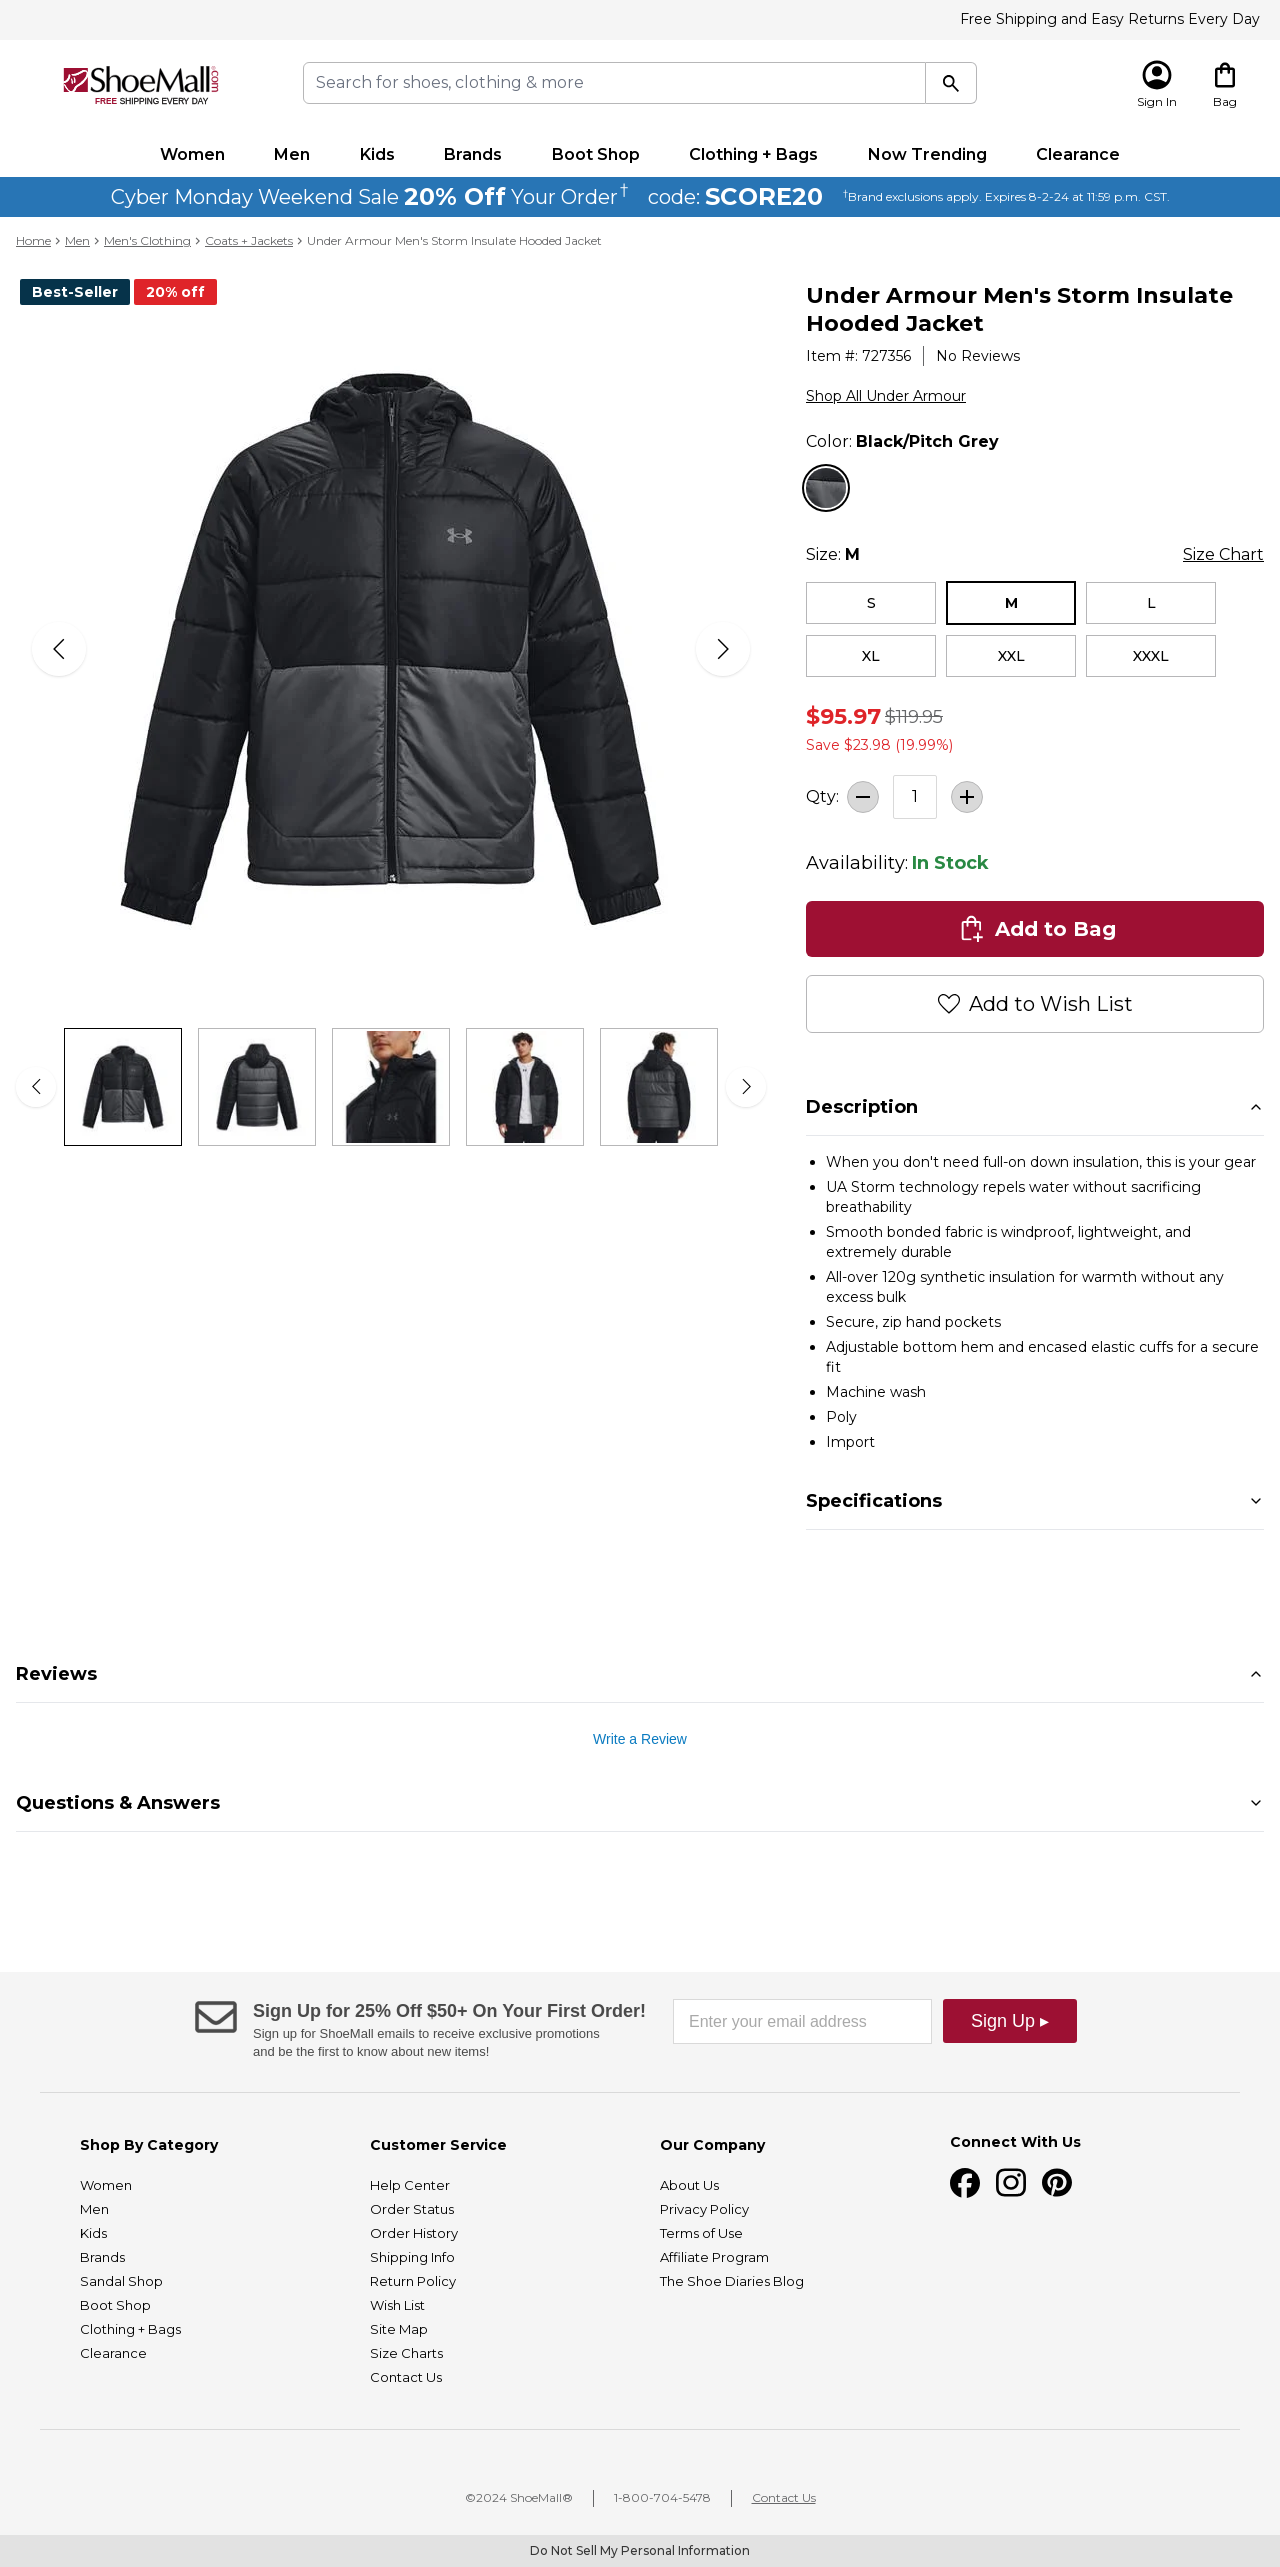 Free Shipping and Easy Returns Every Day
ShoeMall®.com
FREE SHIPPING EVERY DAY
Search for shoes, clothing & more
Sign In
Bag
Women
Men
Kids
Brands
Boot Shop
Clothing + Bags
Now Trending
Clearance
Cyber Monday Weekend Sale 20% Off Your Order† code: SCORE20 †Brand exclusions apply. Expires 8-2-24 at 11:59 p.m. CST.
Home > Men > Men's Clothing > Coats + Jackets > Under Armour Men's Storm Insulate Hooded Jacket
Best-Seller
20% off
Under Armour Men's Storm Insulate
Hooded Jacket
Item #: 727356
No Reviews
Shop All Under Armour
Color: Black/Pitch Grey
Size: M
Size Chart
S
M
L
XL
XXL
XXXL
$95.97 $119.95
Save $23.98 (19.99%)
Qty:
1
Availability: In Stock
Add to Bag
Add to Wish List
Description
• When you don't need full-on down insulation, this is your gear
• UA Storm technology repels water without sacrificing
breathability
• Smooth bonded fabric is windproof, lightweight, and
extremely durable
• All-over 120g synthetic insulation for warmth without any
excess bulk
• Secure, zip hand pockets
• Adjustable bottom hem and encased elastic cuffs for a secure
fit
• Machine wash
• Poly
• Import
Specifications
Reviews
Write a Review
Questions & Answers
Sign Up for 25% Off $50+ On Your First Order!
Sign up for ShoeMall emails to receive exclusive promotions
and be the first to know about new items!
Enter your email address
Sign Up ▸
Shop By Category
Women
Men
Kids
Brands
Sandal Shop
Boot Shop
Clothing + Bags
Clearance
Customer Service
Help Center
Order Status
Order History
Shipping Info
Return Policy
Wish List
Site Map
Size Charts
Contact Us
Our Company
About Us
Privacy Policy
Terms of Use
Affiliate Program
The Shoe Diaries Blog
Connect With Us
©2024 ShoeMall®
1-800-704-5478
Contact Us
Do Not Sell My Personal Information